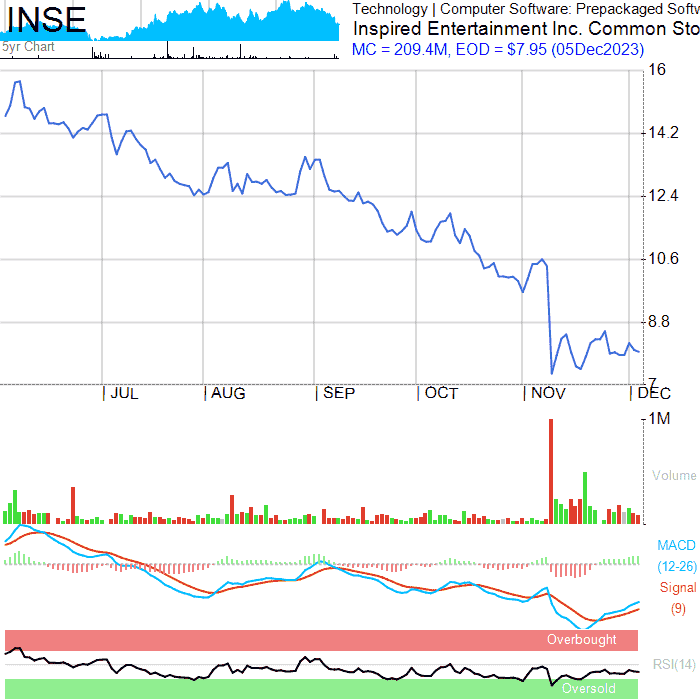 INSE
5yr Chart
Technology | Computer Software: Prepackaged Softw
Inspired Entertainment Inc. Common Sto
MC = 209.4M, EOD = $7.95 (05Dec2023)
16
14.2
12.4
10.6
8.8
7
JUL AUG SEP OCT NOV DEC
1M
Volume
MACD
(12-26)
Signal
(9)
Overbought
RSI(14)
Oversold